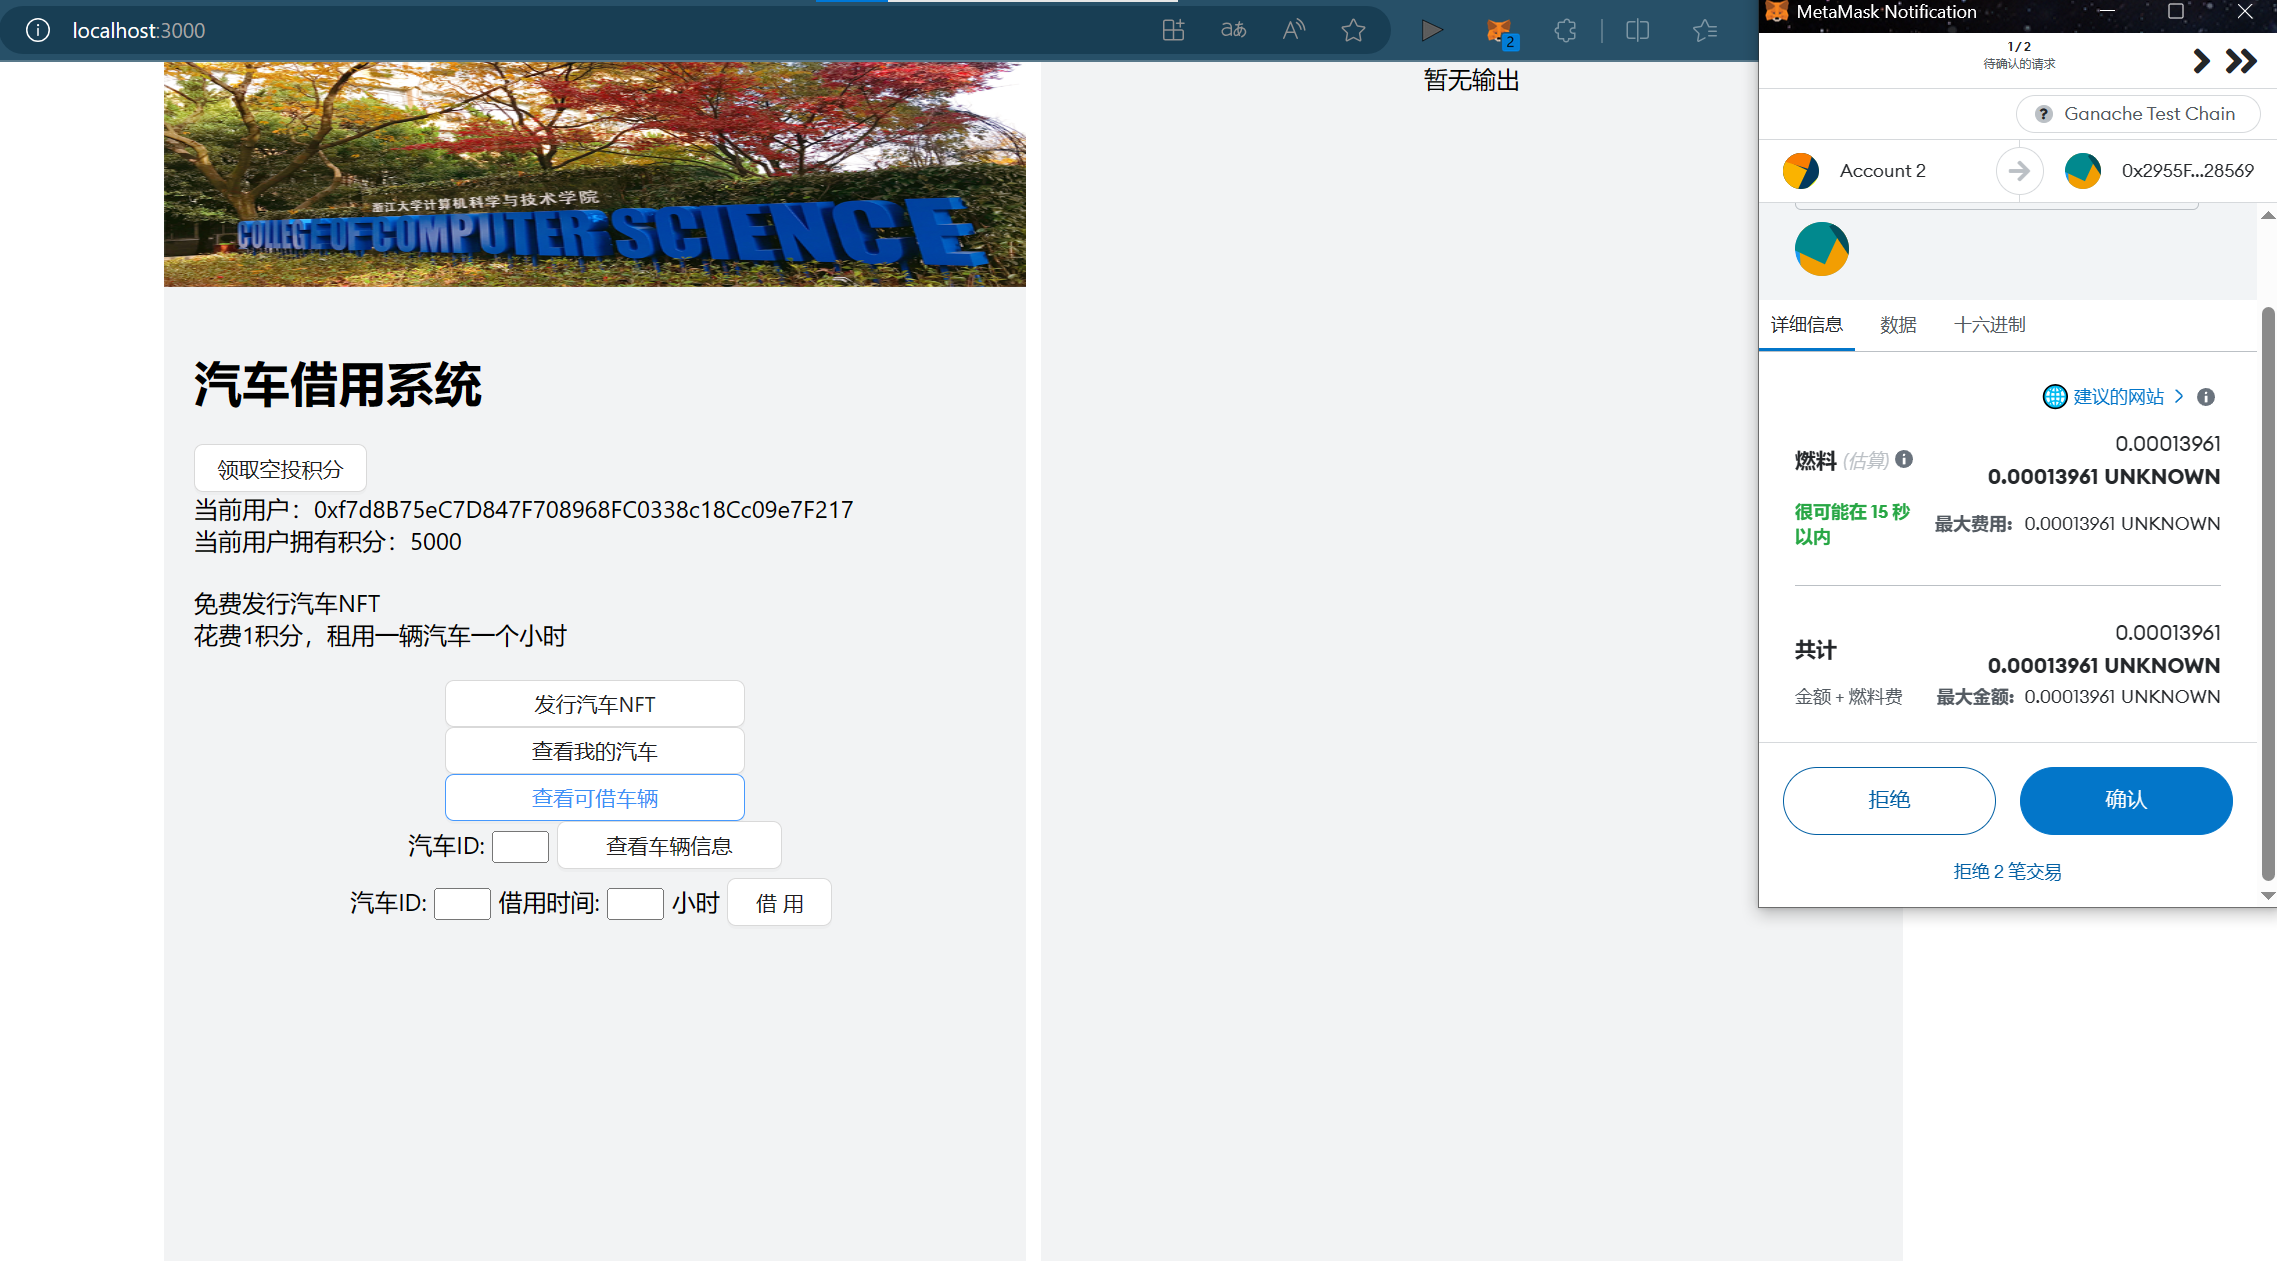 localhost:3000
2
浙江大学计算机科学与技术学院
COLLEGE OF COMPUTER SCIENCE
汽车借用系统
领取空投积分
当前用户：0xf7d8B75eC7D847F708968FC0338c18Cc09e7F217
当前用户拥有积分：5000
免费发行汽车NFT
花费1积分，租用一辆汽车一个小时
发行汽车NFT
查看我的汽车
查看可借车辆
汽车ID: 查看车辆信息
汽车ID: 借用时间: 小时 借 用
暂无输出
MetaMask Notification
1 / 2
待确认的请求
Ganache Test Chain
Account 2 0x2955F...28569
详细信息 数据 十六进制
建议的网站
0.00013961
燃料 (估算) 0.00013961 UNKNOWN
很可能在 15 秒以内 最大费用: 0.00013961 UNKNOWN
0.00013961
共计 0.00013961 UNKNOWN
金额 + 燃料费 最大金额: 0.00013961 UNKNOWN
拒绝 确认
拒绝 2 笔交易